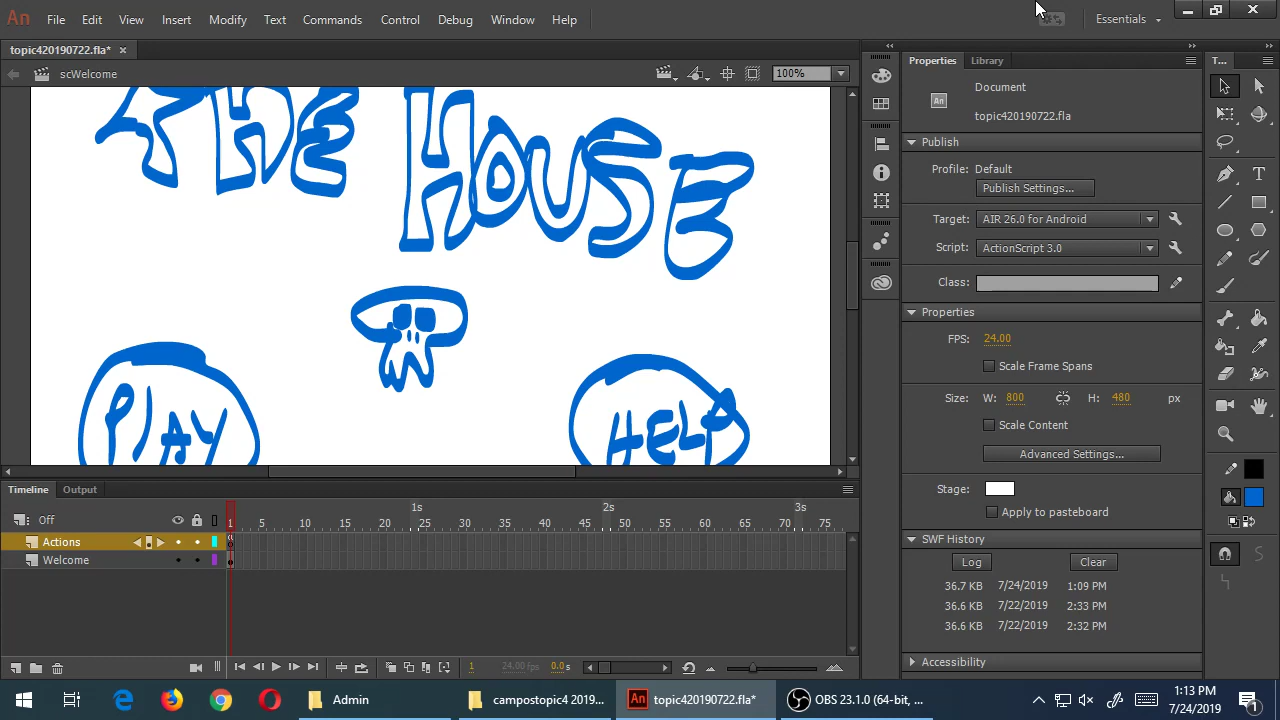 An File Edit View Insert Modify Text Commands Control Debug Window Help Essentials
topic420190722.fla*
scWelcome 100%
THE HOUSE
PlAy HELP
Properties Library T...
Document
An topic420190722.fla
Publish
Profile: Default
Publish Settings...
Target: AIR 26.0 for Android
Script: ActionScript 3.0
Class:
Properties
FPS: 24.00
Scale Frame Spans
Size: W: 800 H: 480 px
Scale Content
Advanced Settings...
Stage:
Apply to pasteboard
SWF History
Log Clear
36.7 KB 7/24/2019 1:09 PM
36.6 KB 7/22/2019 2:33 PM
36.6 KB 7/22/2019 2:32 PM
Accessibility
Timeline Output
1s 2s 3s
Off 1 5 10 15 20 25 30 35 40 45 50 55 60 65 70 75
Actions
Welcome
1 24.00 fps 0.0 s
Admin campostopic4 2019... An topic420190722.fla* OBS 23.1.0 (64-bit, ... 1:13 PM
7/24/2019 1